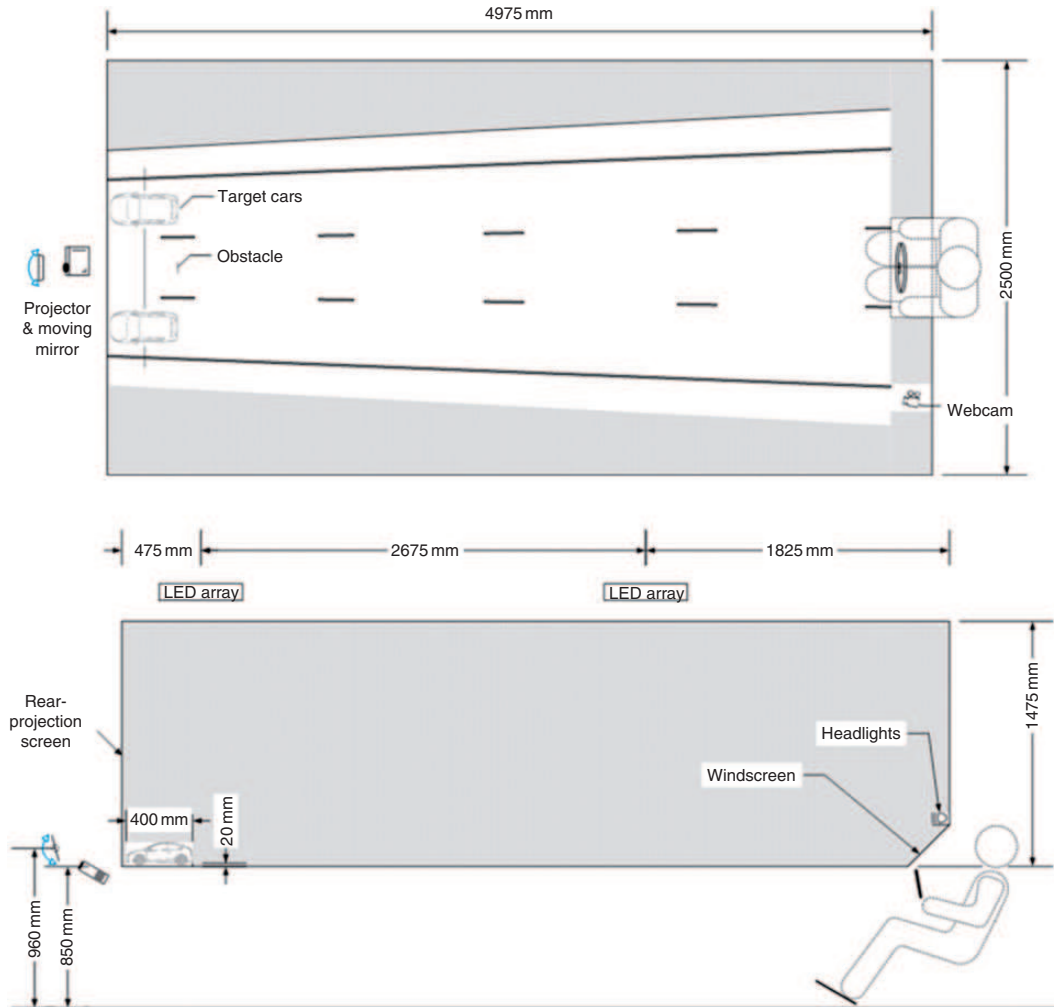 4975 mm
Target cars
Obstacle
Projector
& moving
mirror
2500 mm
Webcam
475 mm
2675 mm
1825 mm
LED array
LED array
Rear-
projection
screen
1475 mm
Headlights
Windscreen
400 mm
20 mm
960 mm
850 mm